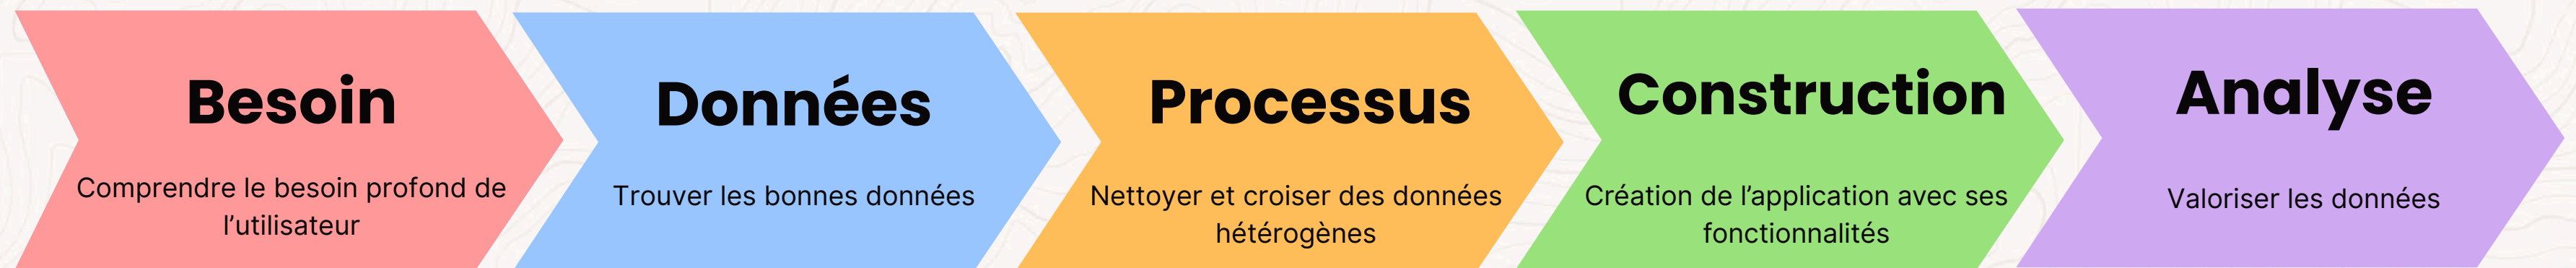 Besoin
Comprendre le besoin profond de
l’utilisateur
Données
Trouver les bonnes données
Processus
Nettoyer et croiser des données
hétérogènes
Construction
Création de l’application avec ses
fonctionnalités
Analyse
Valoriser les données